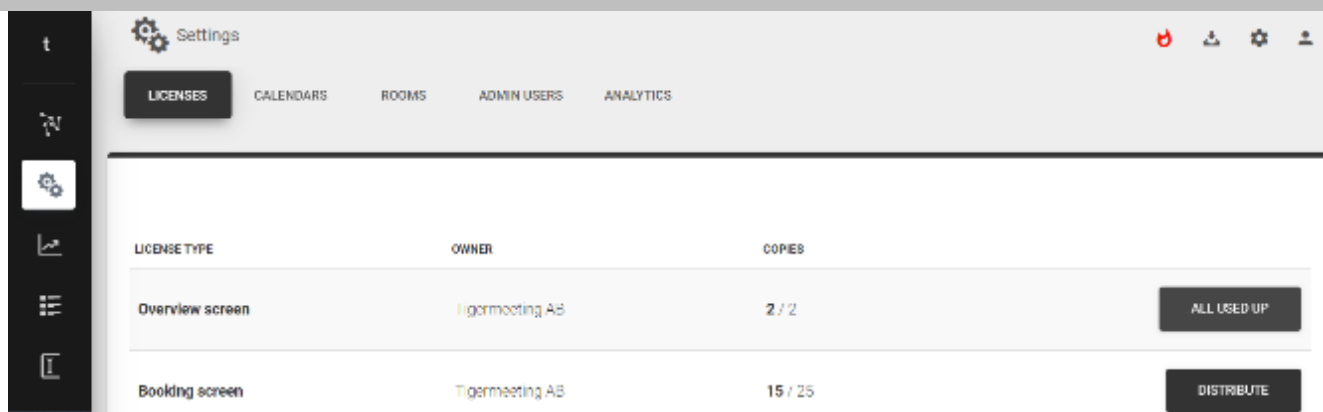 t
Settings
LICENSES CALENDARS ROOMS ADMIN USERS ANALYTICS
LICENSE TYPE OWNER COPIES
Overview screen Tigermeeting AB 2 / 2 ALL USED UP
Booking screen Tigermeeting AB 15 / 25 DISTRIBUTE